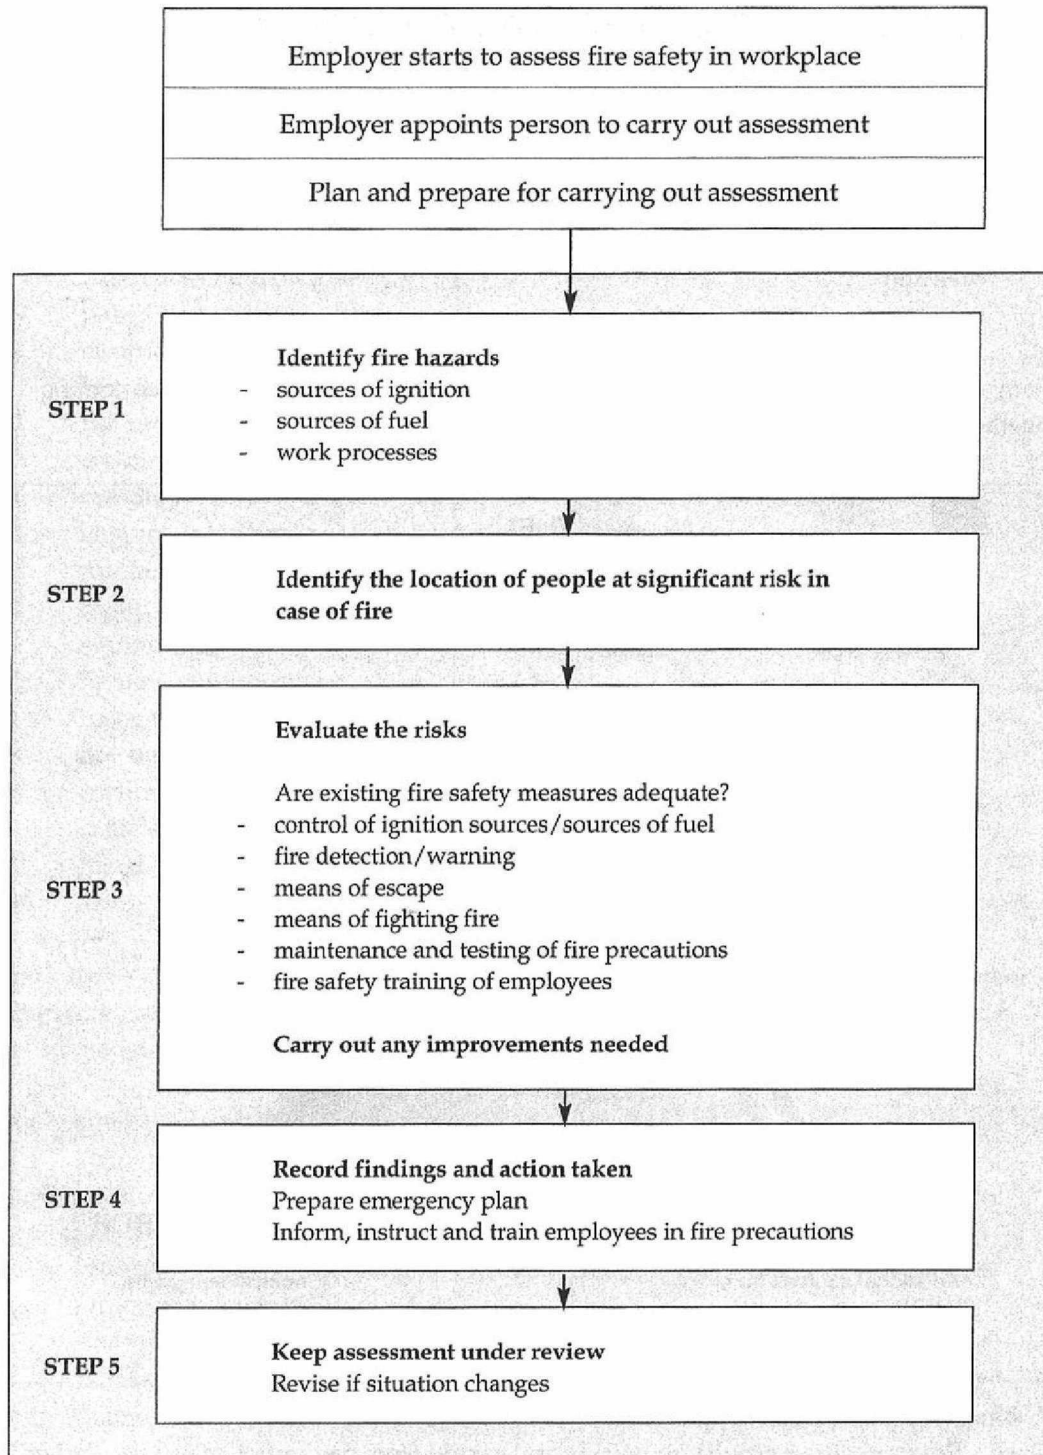 Employer starts to assess fire safety in workplace
Employer appoints person to carry out assessment
Plan and prepare for carrying out assessment
STEP 1
Identify fire hazards
- sources of ignition
- sources of fuel
- work processes
STEP 2
Identify the location of people at significant risk in
case of fire
STEP 3
Evaluate the risks
Are existing fire safety measures adequate?
- control of ignition sources/sources of fuel
- fire detection/warning
- means of escape
- means of fighting fire
- maintenance and testing of fire precautions
- fire safety training of employees
Carry out any improvements needed
STEP 4
Record findings and action taken
Prepare emergency plan
Inform, instruct and train employees in fire precautions
STEP 5
Keep assessment under review
Revise if situation changes